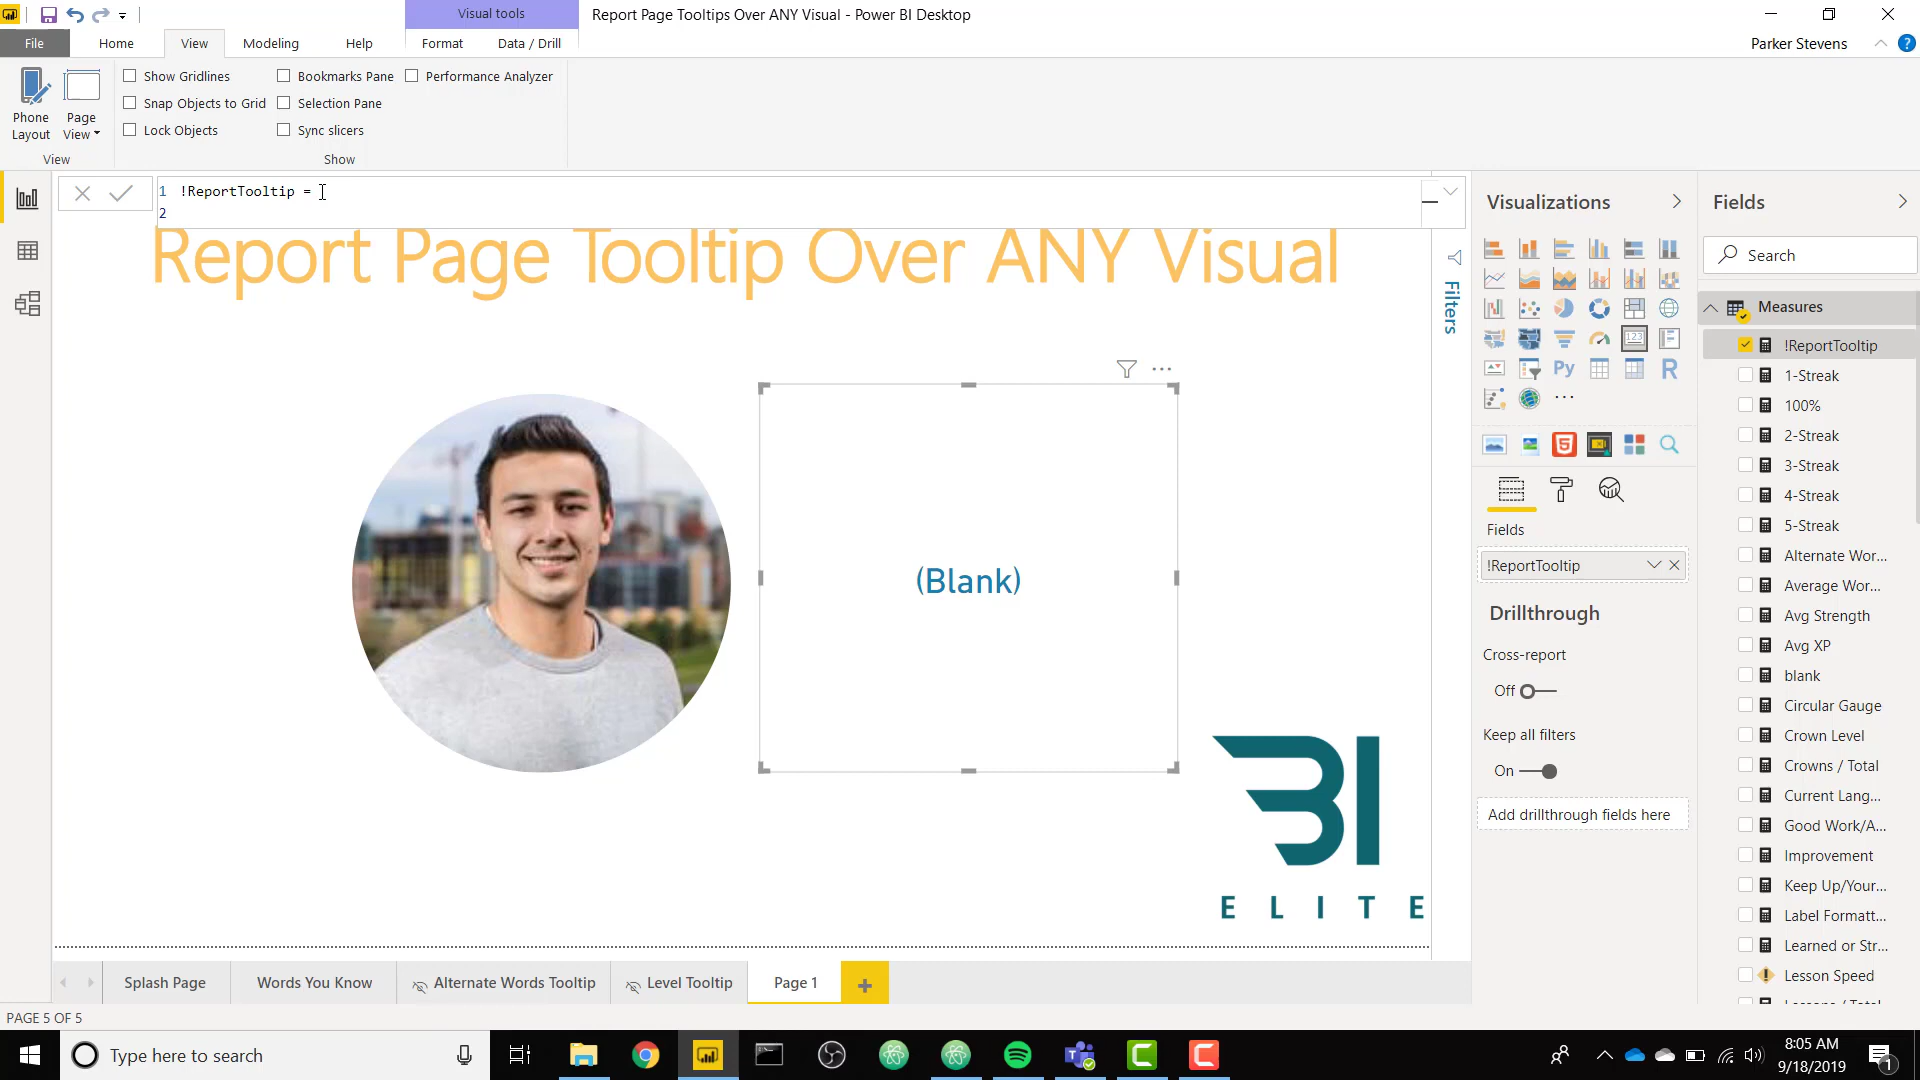 Visual tools
Report Page Tooltips Over ANY Visual - Power BI Desktop
File
Home
View
Modeling
Help
Format
Data / Drill
Parker Stevens
?
Phone Layout
Page View
Show Gridlines
Snap Objects to Grid
Lock Objects
Bookmarks Pane
Selection Pane
Sync slicers
Performance Analyzer
View
Show
1 !ReportTooltip =
2
Report Page Tooltip Over ANY Visual
(Blank)
BI
ELITE
Filters
Visualizations
123
Py
R
5
Fields
!ReportTooltip
Drillthrough
Cross-report
Off
Keep all filters
On
Add drillthrough fields here
Fields
Search
Measures
!ReportTooltip
1-Streak
100%
2-Streak
3-Streak
4-Streak
5-Streak
Alternate Wor...
Average Wor...
Avg Strength
Avg XP
blank
Circular Gauge
Crown Level
Crowns / Total
Current Lang...
Good Work/A...
Improvement
Keep Up/Your...
Label Formatt...
Learned or Str...
Lesson Speed
Lessons / Total
Splash Page
Words You Know
Alternate Words Tooltip
Level Tooltip
Page 1
PAGE 5 OF 5
Type here to search
8:05 AM
9/18/2019
1